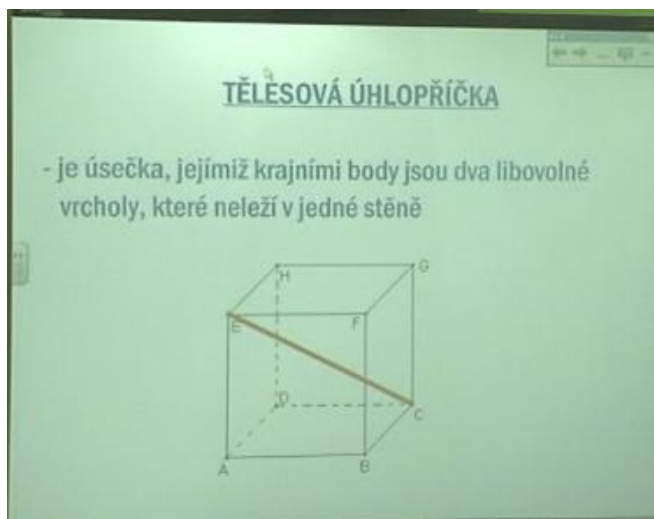 TĚLESOVÁ ÚHLOPŘÍČKA
- je úsečka, jejímiž krajními body jsou dva libovolné
vrcholy, které neleží v jedné stěně
H
G
E
F
D
C
A
B